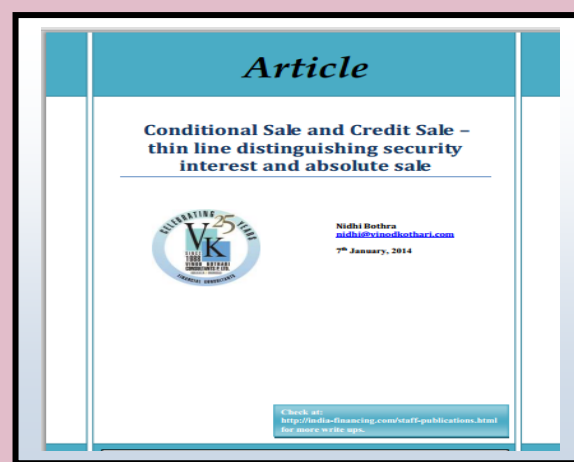 Article
Conditional Sale and Credit Sale –
thin line distinguishing security
interest and absolute sale
CELEBRATING 25 YEARS
VK
SINCE
1988
VINOD KOTHARI
CONSULTANTS P LTD.
FINANCIAL CONSULTANTS
Nidhi Bothra
nidhi@vinodkothari.com
7th January, 2014
Check at:
http://india-financing.com/staff-publications.html
for more write ups.